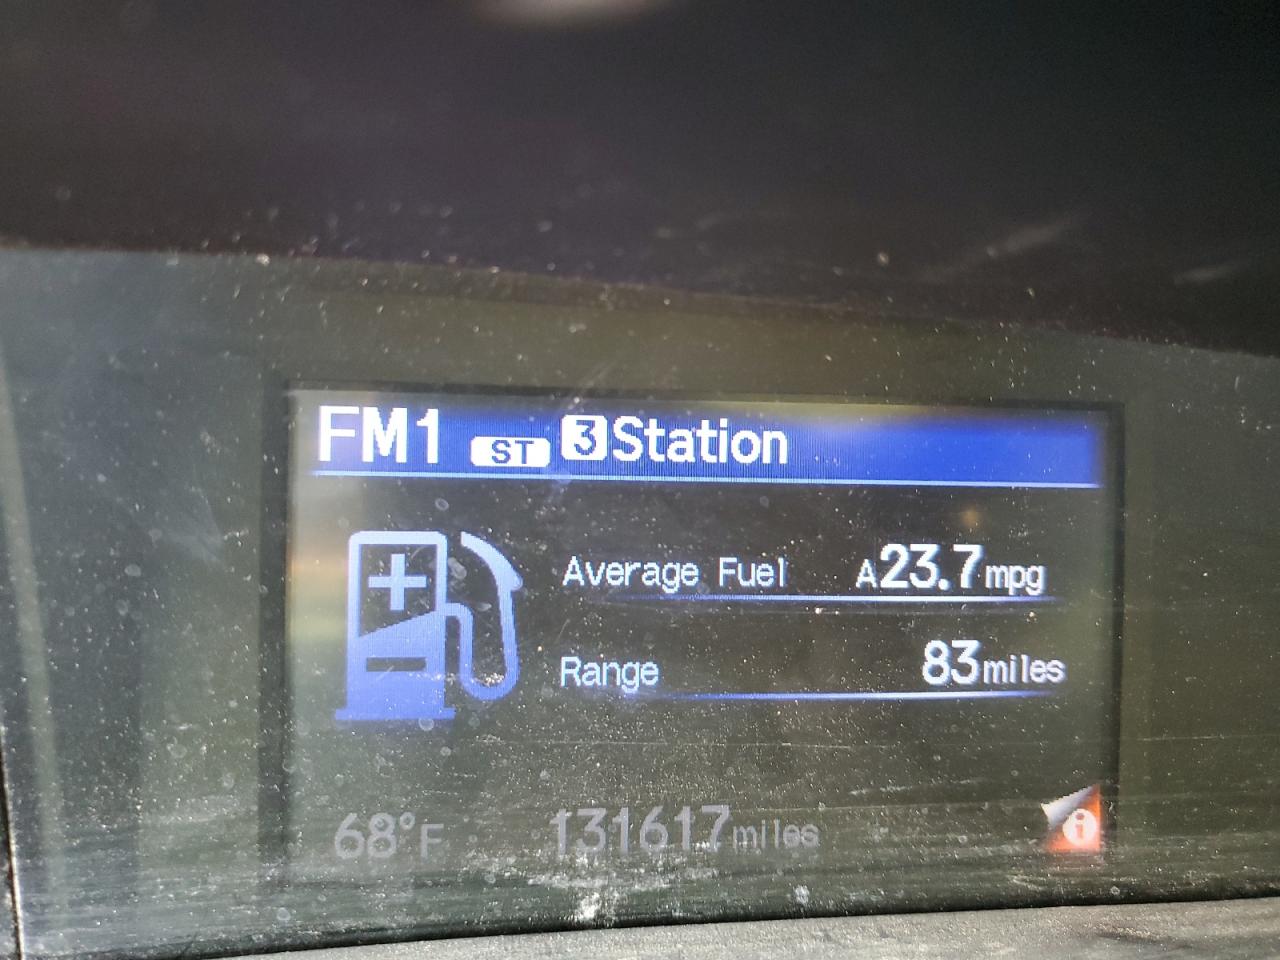 FM1 ST 3 Station
Average Fuel A23.7mpg
Range 83miles
68°F 131617miles
i